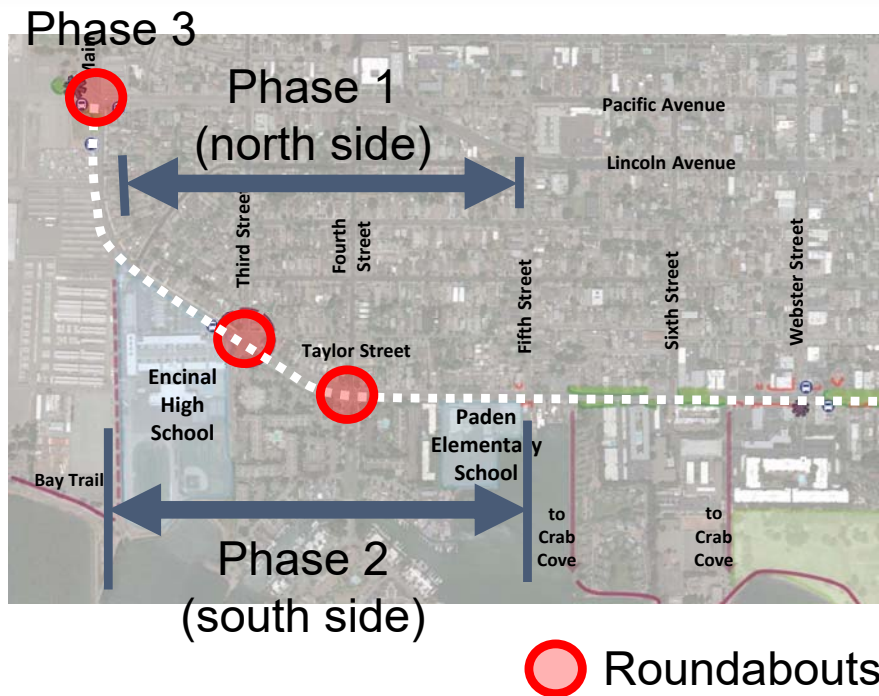 Phase 3
Main
Phase 1
(north side)
Pacific Avenue
Lincoln Avenue
Third Street
Fourth
Street
Fifth Street
Sixth Street
Webster Street
Taylor Street
Encinal
High
School
Paden
Elementary
School
Bay Trail
to
Crab
Cove
to
Crab
Cove
Phase 2
(south side)
Roundabouts